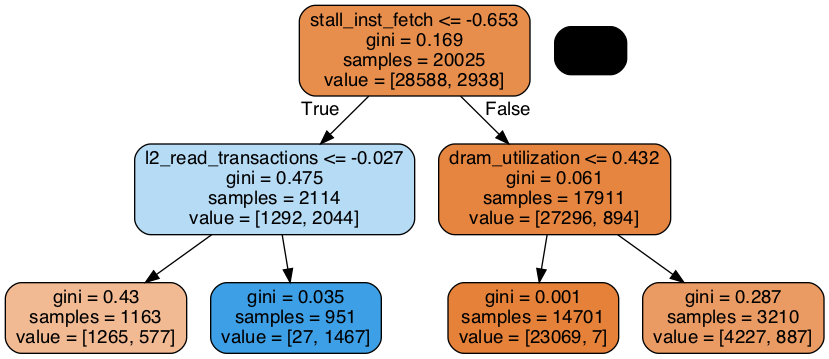 stall_inst_fetch <= -0.653
gini = 0.169
samples = 20025
value = [28588, 2938]
True
False
l2_read_transactions <= -0.027
gini = 0.475
samples = 2114
value = [1292, 2044]
dram_utilization <= 0.432
gini = 0.061
samples = 17911
value = [27296, 894]
gini = 0.43
samples = 1163
value = [1265, 577]
gini = 0.035
samples = 951
value = [27, 1467]
gini = 0.001
samples = 14701
value = [23069, 7]
gini = 0.287
samples = 3210
value = [4227, 887]